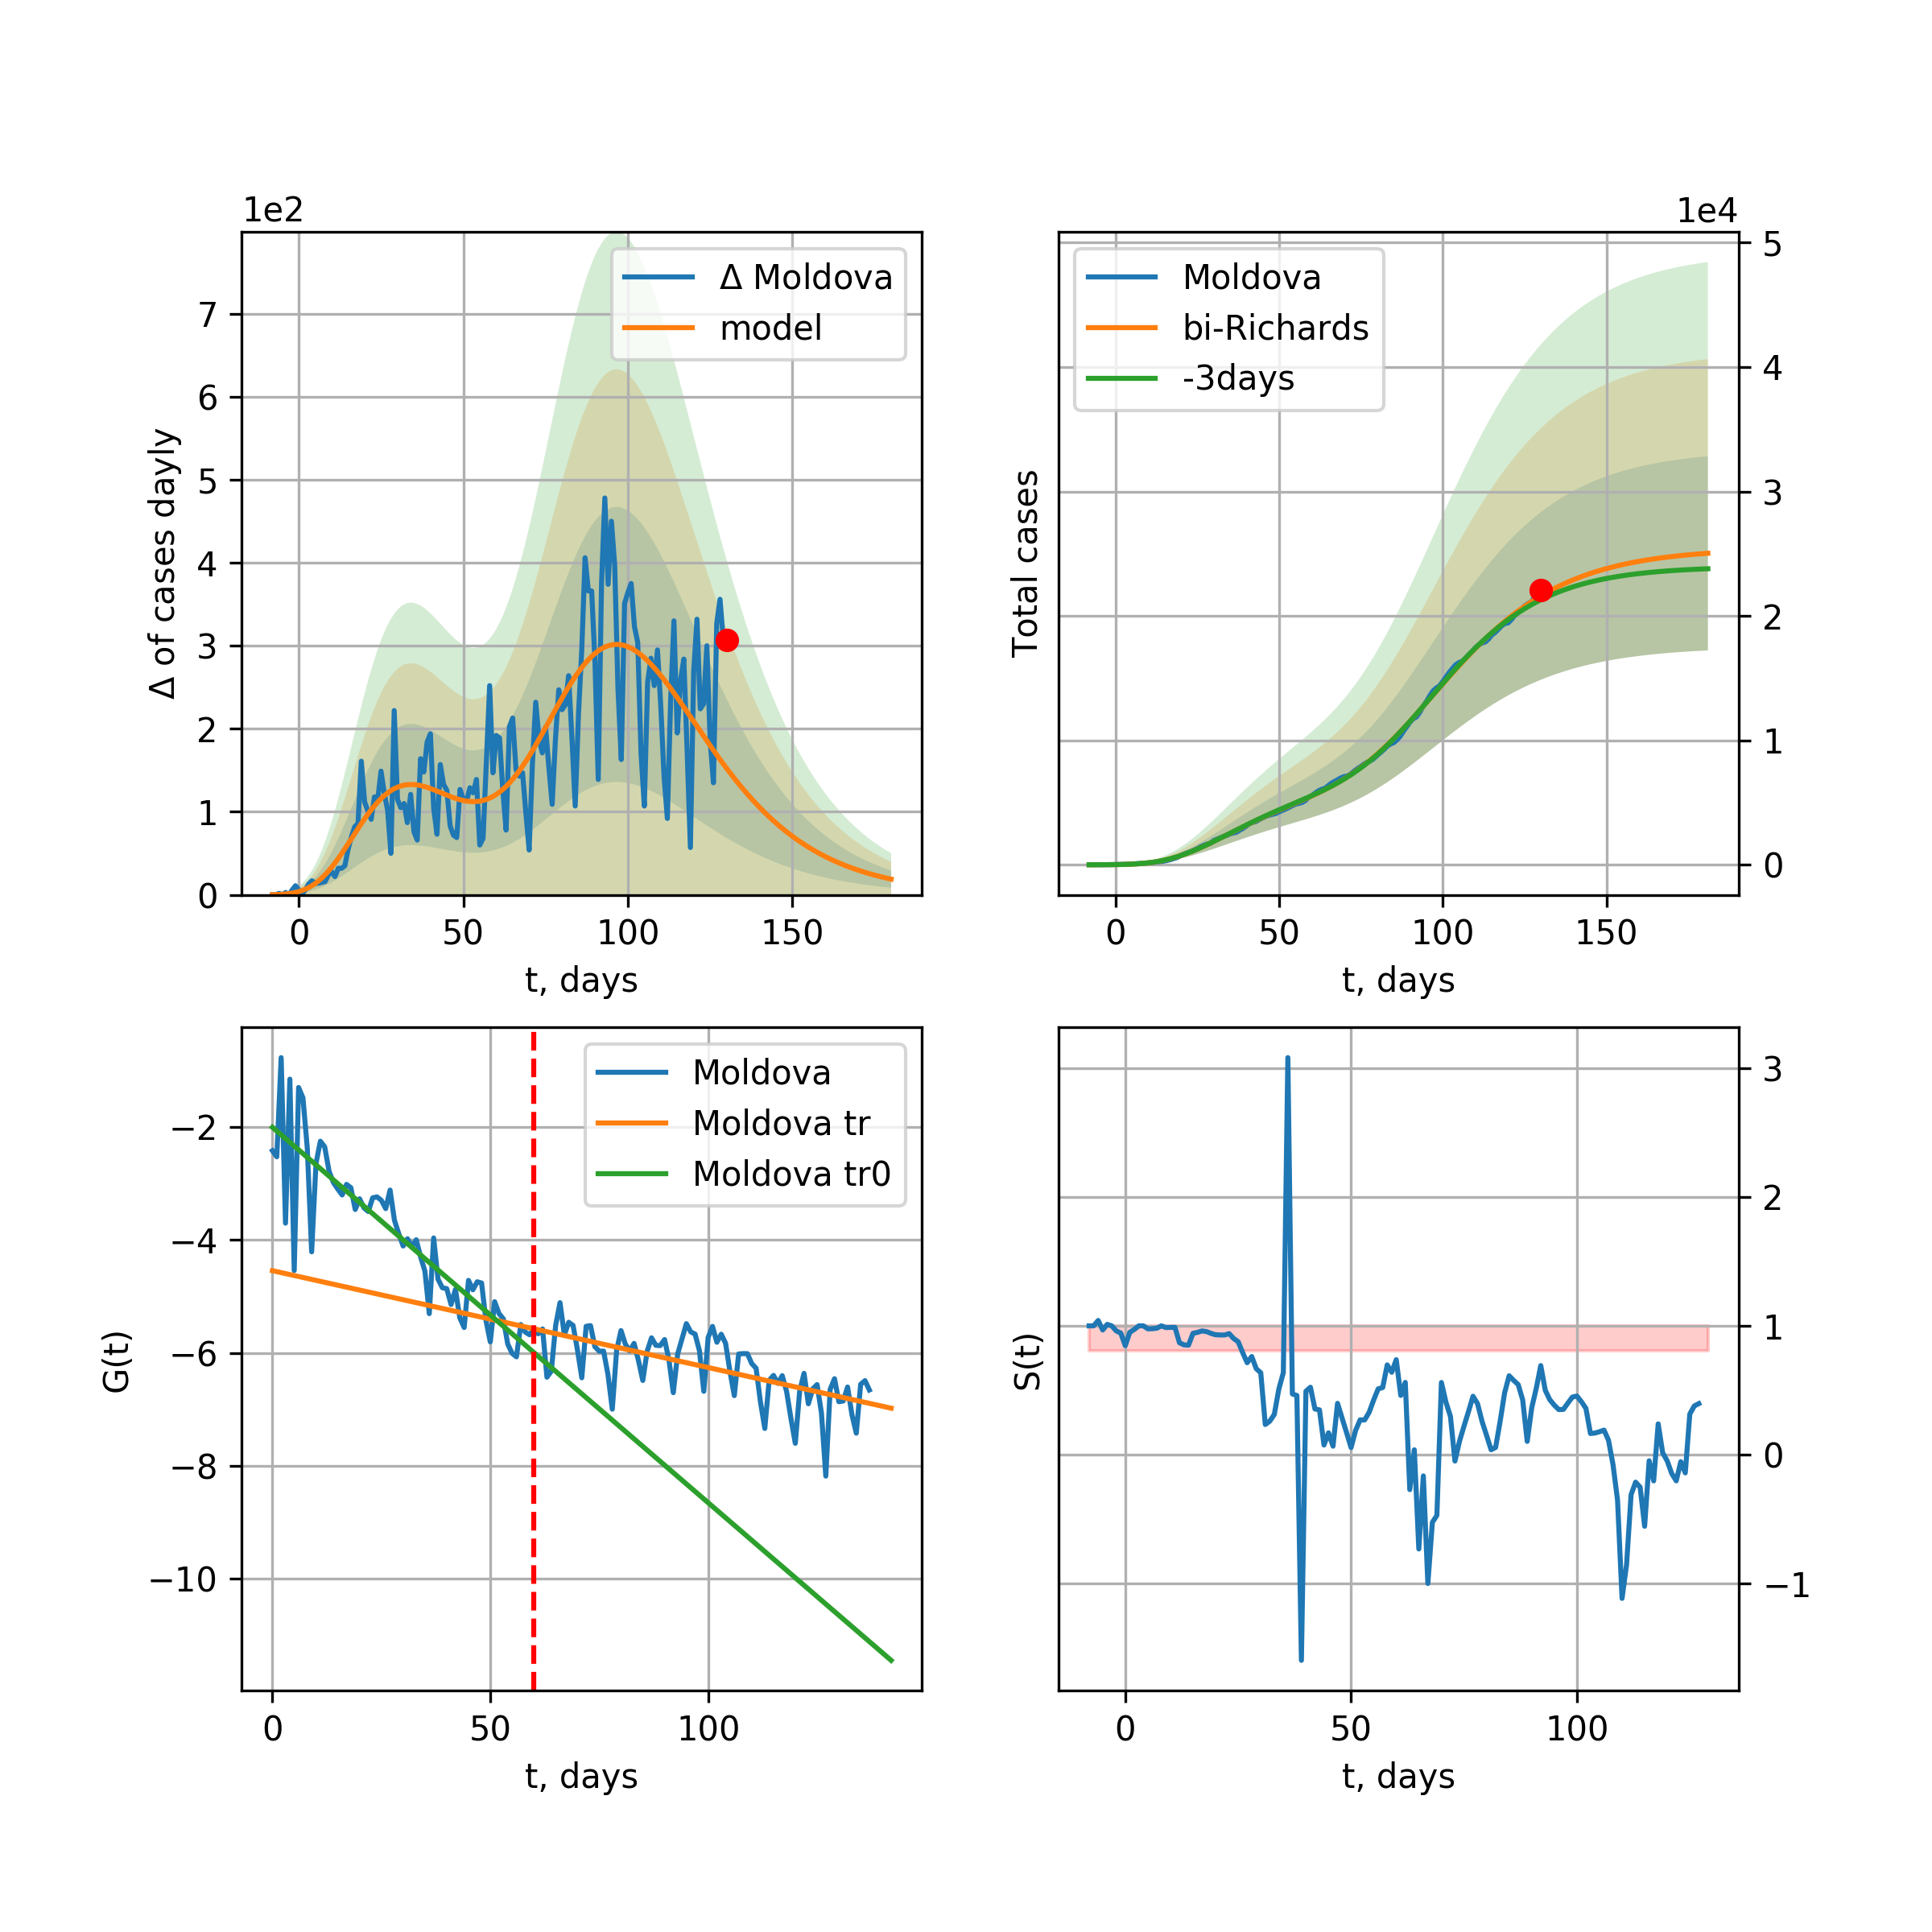 1e2
Δ Moldova
model
7
6
5
4
3
2
1
0
Δ of cases dayly
0 50 100 150
t, days
1e4
Moldova
bi-Richards
-3days
5
4
3
2
1
0
Total cases
0 50 100 150
t, days
Moldova
Moldova tr
Moldova tr0
−2
−4
−6
−8
−10
G(t)
0 50 100
t, days
3
2
1
0
−1
S(t)
0 50 100
t, days